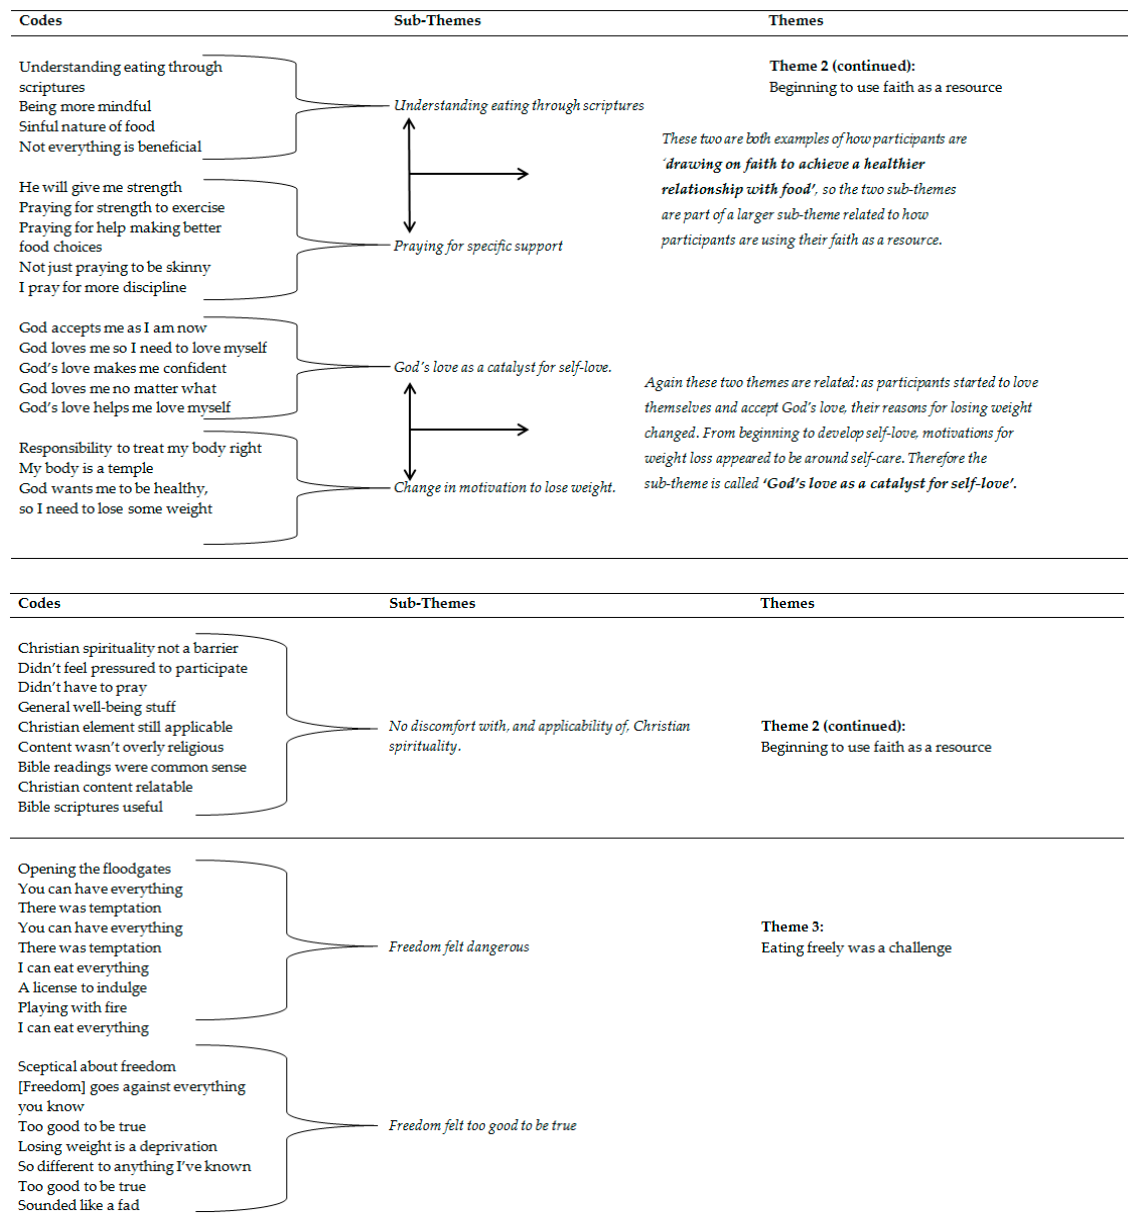 Codes Sub-Themes Themes
Understanding eating through
scriptures
Being more mindful
Sinful nature of food
Not everything is beneficial
Understanding eating through scriptures
Theme 2 (continued):
Beginning to use faith as a resource
He will give me strength
Praying for strength to exercise
Praying for help making better
food choices
Not just praying to be skinny
I pray for more discipline
Praying for specific support
These two are both examples of how participants are
'drawing on faith to achieve a healthier
relationship with food', so the two sub-themes
are part of a larger sub-theme related to how
participants are using their faith as a resource.
God accepts me as I am now
God loves me so I need to love myself
God's love makes me confident
God loves me no matter what
God's love helps me love myself
God's love as a catalyst for self-love.
Responsibility to treat my body right
My body is a temple
God wants me to be healthy,
so I need to lose some weight
Change in motivation to lose weight.
Again these two themes are related: as participants started to love
themselves and accept God's love, their reasons for losing weight
changed. From beginning to develop self-love, motivations for
weight loss appeared to be around self-care. Therefore the
sub-theme is called 'God's love as a catalyst for self-love'.
Codes Sub-Themes Themes
Christian spirituality not a barrier
Didn't feel pressured to participate
Didn't have to pray
General well-being stuff
Christian element still applicable
Content wasn't overly religious
Bible readings were common sense
Christian content relatable
Bible scriptures useful
No discomfort with, and applicability of, Christian
spirituality.
Theme 2 (continued):
Beginning to use faith as a resource
Opening the floodgates
You can have everything
There was temptation
You can have everything
There was temptation
I can eat everything
A license to indulge
Playing with fire
I can eat everything
Freedom felt dangerous
Theme 3:
Eating freely was a challenge
Sceptical about freedom
[Freedom] goes against everything
you know
Too good to be true
Losing weight is a deprivation
So different to anything I've known
Too good to be true
Sounded like a fad
Freedom felt too good to be true